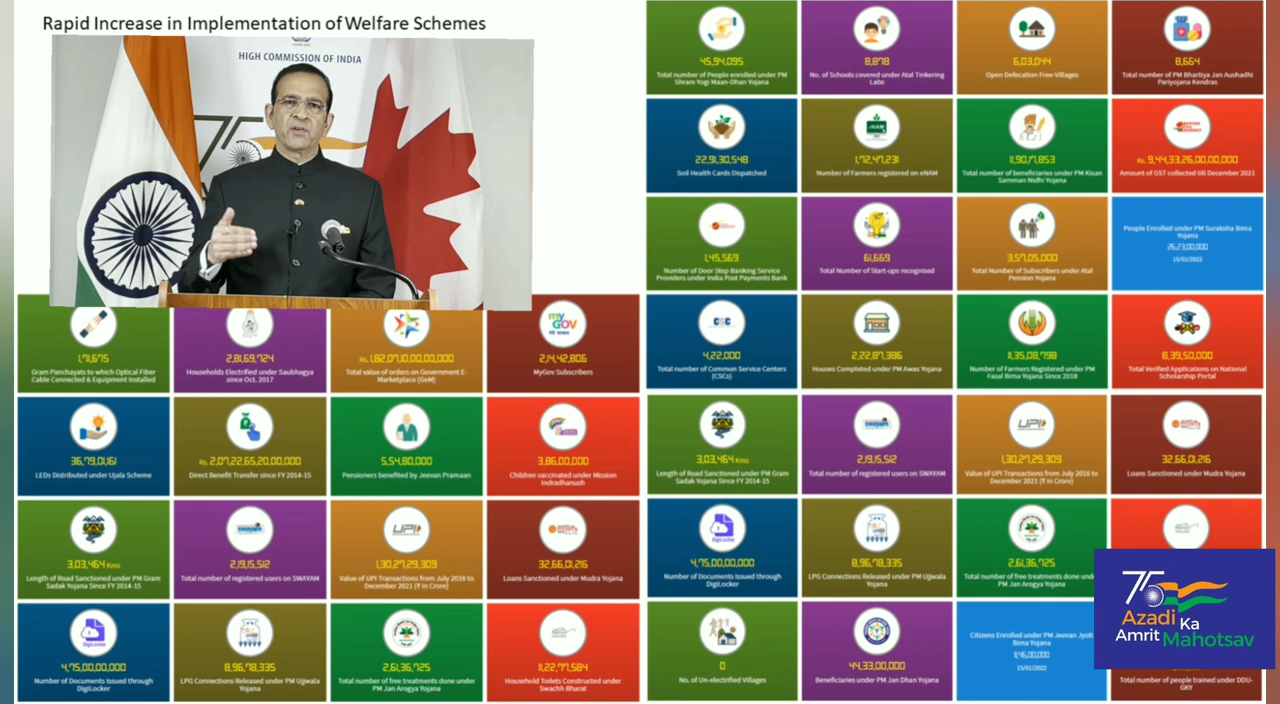 Rapid Increase in Implementation of Welfare Schemes
HIGH COMMISSION OF INDIA
75
1,71,675
Gram Panchayats to which Optical Fiber
Cable Connected & Equipment Installed
2,81,69,724
Households Electrified under Saubhagya
since Oct. 2017
Rs. 1,82,07,10,00,00,000
Total value of orders on Government E-
Marketplace (GeM)
my
GOV
मेरी सरकार
2,14,42,806
MyGov Subscribers
36,79,01,161
LEDs Distributed under Ujala Scheme
Rs. 2,07,22,65,20,00,000
Direct Benefit Transfer since FY 2014-15
5,54,80,000
Pensioners benefited by Jeevan Pramaan
3,86,00,000
Children vaccinated under Mission
Indradhanush
3,03,464 Kms
Length of Road Sanctioned under PM Gram
Sadak Yojana Since FY 2014-15
swayam
2,19,15,512
Total number of registered users on SWAYAM
UPI
1,30,27,29,309
Value of UPI Transactions from July 2016 to
December 2021 (₹ in Crore)
32,66,01,216
Loans Sanctioned under Mudra Yojana
DigiLocker
4,75,00,00,000
Number of Documents Issued through
DigiLocker
8,96,78,335
LPG Connections Released under PM Ujjwala
Yojana
2,61,36,725
Total number of free treatments done under
PM Jan Arogya Yojana
11,22,77,584
Household Toilets Constructed under
Swachh Bharat
45,94,095
Total number of People enrolled under PM
Shram Yogi Maan-Dhan Yojana
8,878
No. of Schools covered under Atal Tinkering
Labs
6,03,044
Open Defecation Free-Villages
8,664
Total number of PM Bhartiya Jan Aushadhi
Pariyojana Kendras
22,91,30,548
Soil Health Cards Dispatched
NAM
1,72,47,231
Number of Farmers registered on eNAM
11,90,17,853
Total number of beneficiaries under PM Kisan
Samman Nidhi Yojana
NATION
TAX
MARKET
Rs. 9,44,33,26,00,00,000
Amount of GST collected till December 2021
1,45,569
Number of Door Step Banking Service
Providers under India Post Payments Bank
61,669
Total Number of Start-ups recognised
3,57,05,000
Total Number of Subscribers under Atal
Pension Yojana
People Enrolled under PM Suraksha Bima
Yojana
26,23,00,000
15/01/2022
CSC
4,22,000
Total number of Common Service Centers
(CSCs)
2,22,87,386
Houses Completed under PM Awas Yojana
11,35,08,798
Number of Farmers Registered under PM
Fasal Bima Yojana Since 2016
8,39,50,000
Total Verified Applications on National
Scholarship Portal
3,03,464 Kms
Length of Road Sanctioned under PM Gram
Sadak Yojana Since FY 2014-15
swayam
2,19,15,512
Total number of registered users on SWAYAM
UPI
1,30,27,29,309
Value of UPI Transactions from July 2016 to
December 2021 (₹ in Crore)
32,66,01,216
Loans Sanctioned under Mudra Yojana
DigiLocker
4,75,00,00,000
Number of Documents Issued through
DigiLocker
8,96,78,335
LPG Connections Released under PM Ujjwala
Yojana
2,61,36,725
Total number of free treatments done under
PM Jan Arogya Yojana
0
No. of Un-electrified Villages
44,33,00,000
Beneficiaries under PM Jan Dhan Yojana
Citizens Enrolled under PM Jeevan Jyoti
Bima Yojana
11,46,00,000
13/01/2022
75
Azadi Ka
Amrit Mahotsav
Total number of people trained under DDU-
GKY